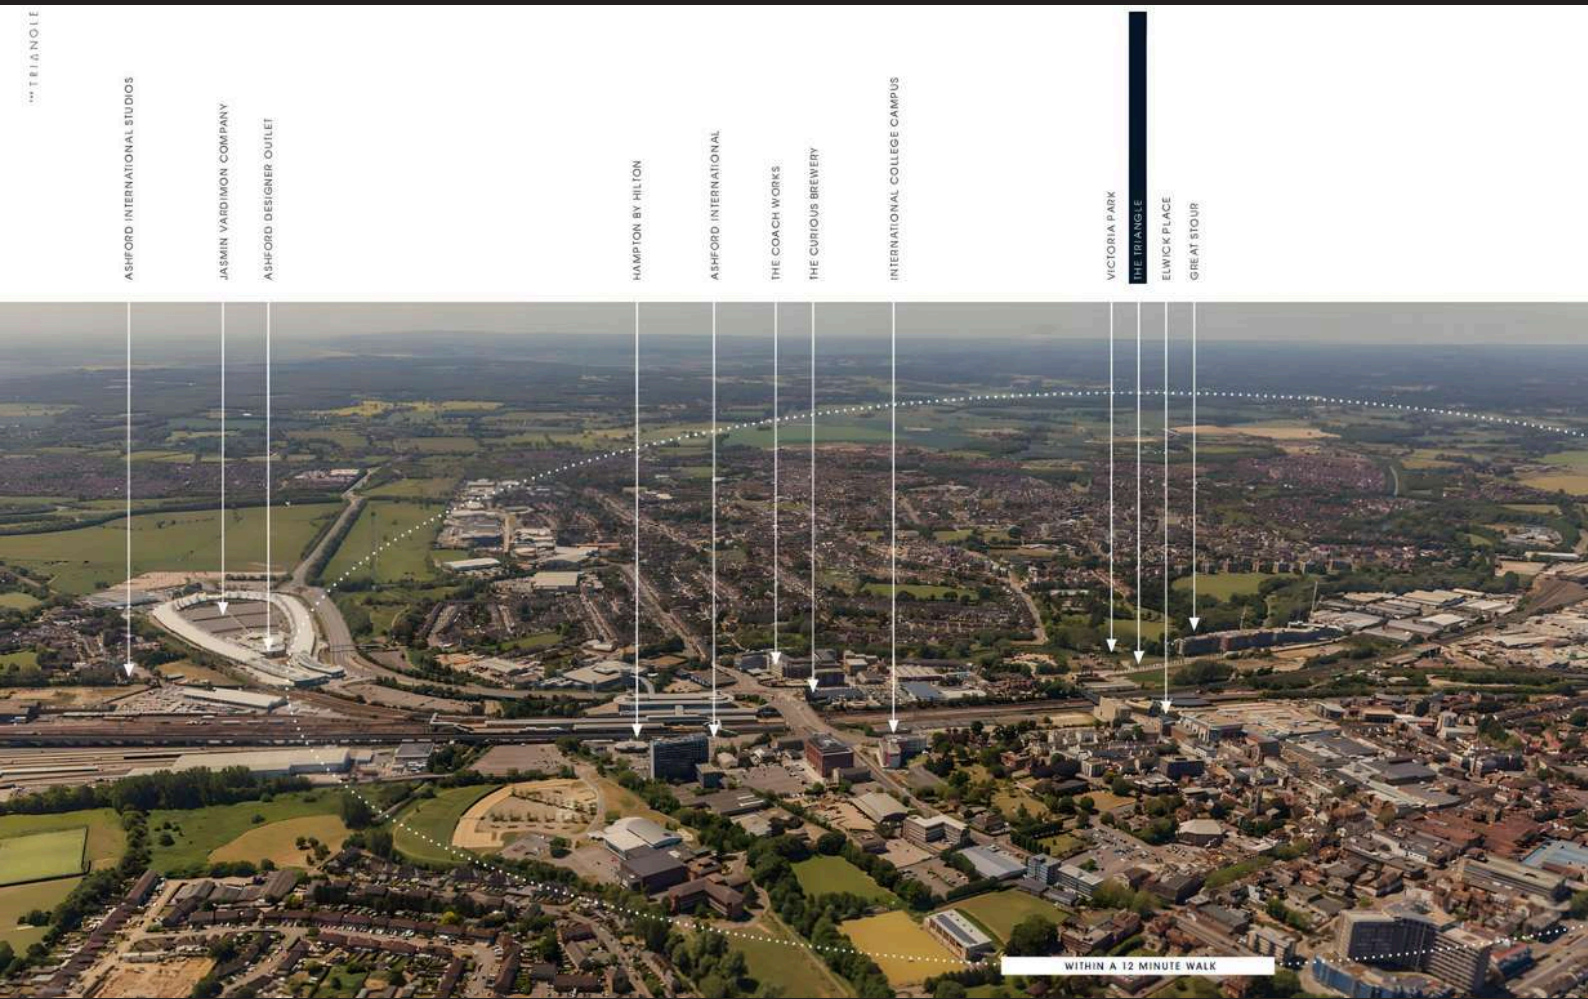 THE TRIANGLE
ASHFORD INTERNATIONAL STUDIOS
JASMIN VARDIMON COMPANY
ASHFORD DESIGNER OUTLET
HAMPTON BY HILTON
ASHFORD INTERNATIONAL
THE COACH WORKS
THE CURIOUS BREWERY
INTERNATIONAL COLLEGE CAMPUS
VICTORIA PARK
THE TRIANGLE
ELWICK PLACE
GREAT STOUR
WITHIN A 12 MINUTE WALK